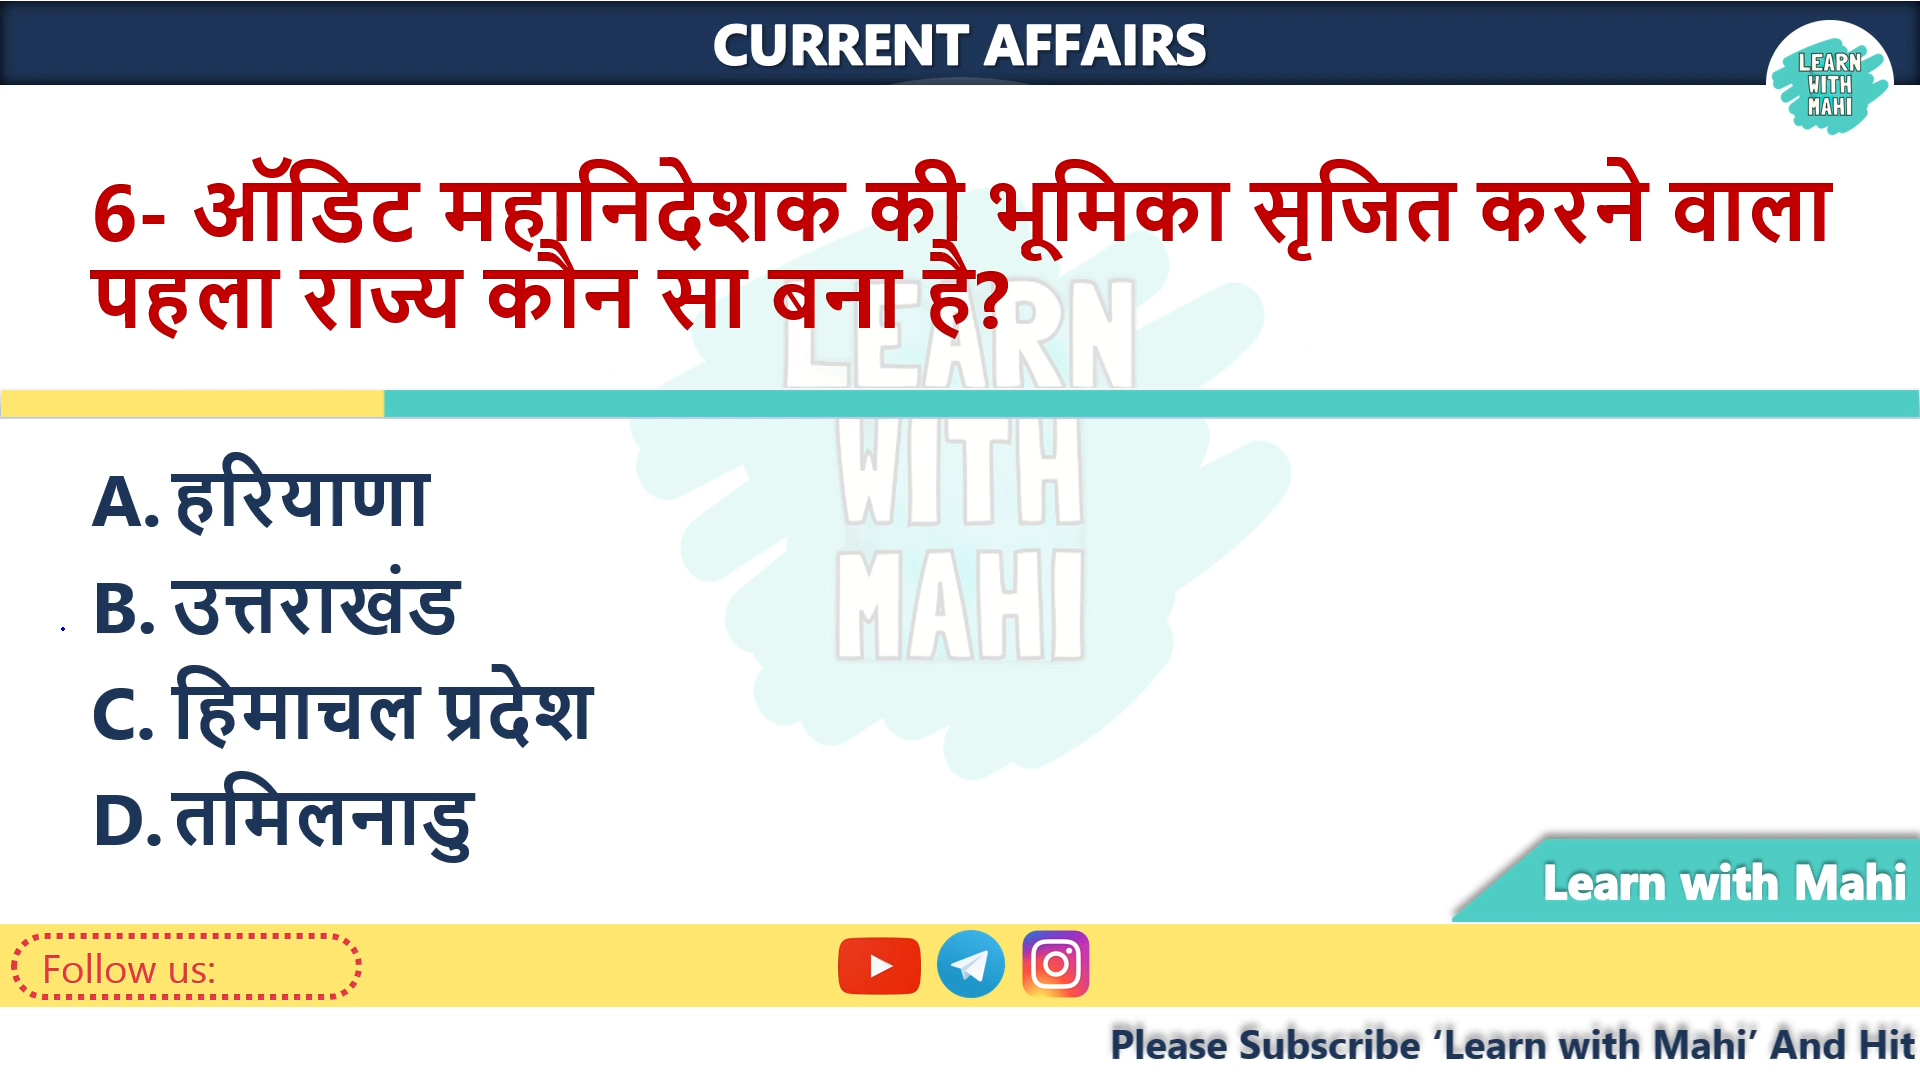 CURRENT AFFAIRS
LEARN
WITH
MAHI
6- ऑडिट महानिदेशक की भूमिका सृजित करने वाला
पहला राज्य कौन सा बना है?
LEARN
WITH
MAHI
A. हरियाणा
B. उत्तराखंड
C. हिमाचल प्रदेश
D. तमिलनाडु
Learn with Mahi
Follow us:
Please Subscribe ‘Learn with Mahi’ And Hit